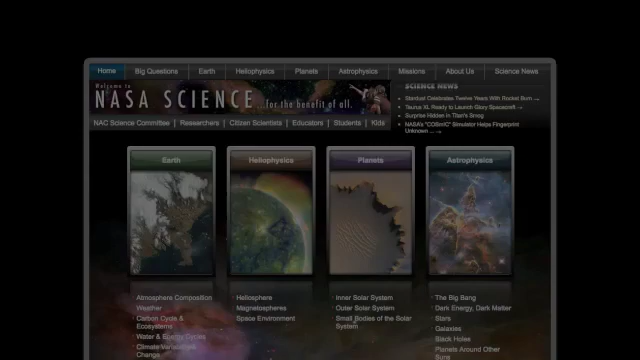 Home Big Questions Earth Heliophysics Planets Astrophysics Missions About Us Science News
Welcome to
NASA SCIENCE ...for the benefit of all.
SCIENCE NEWS
Stardust Celebrates Twelve Years With Rocket Burn →
Taurus XL Ready to Launch Glory Spacecraft →
Surprise Hidden in Titan's Smog
NASA's "COSmIC" Simulator Helps Fingerprint
Unknown ... →
NAC Science Committee | Researchers | Citizen Scientists | Educators | Students | Kids
Earth Heliophysics Planets Astrophysics
Atmosphere Composition
Weather
Carbon Cycle &
Ecosystems
Water & Energy Cycles
Climate Variability &
Change
Heliosphere
Magnetospheres
Space Environment
Inner Solar System
Outer Solar System
Small Bodies of the Solar
System
The Big Bang
Dark Energy, Dark Matter
Stars
Galaxies
Black Holes
Planets Around Other
Suns